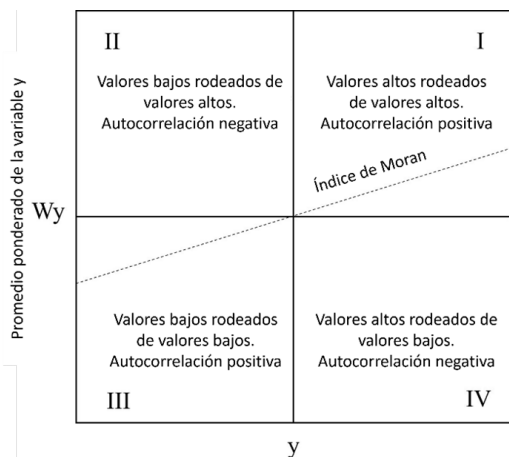 Promedio ponderado de la variable y
II
Valores bajos rodeados de
valores altos.
Autocorrelación negativa
I
Valores altos rodeados
de valores altos.
Autocorrelación positiva
Índice de Moran
Wy
Valores bajos rodeados
de valores bajos.
Autocorrelación positiva
III
Valores altos rodeados de
valores bajos.
Autocorrelación negativa
IV
y